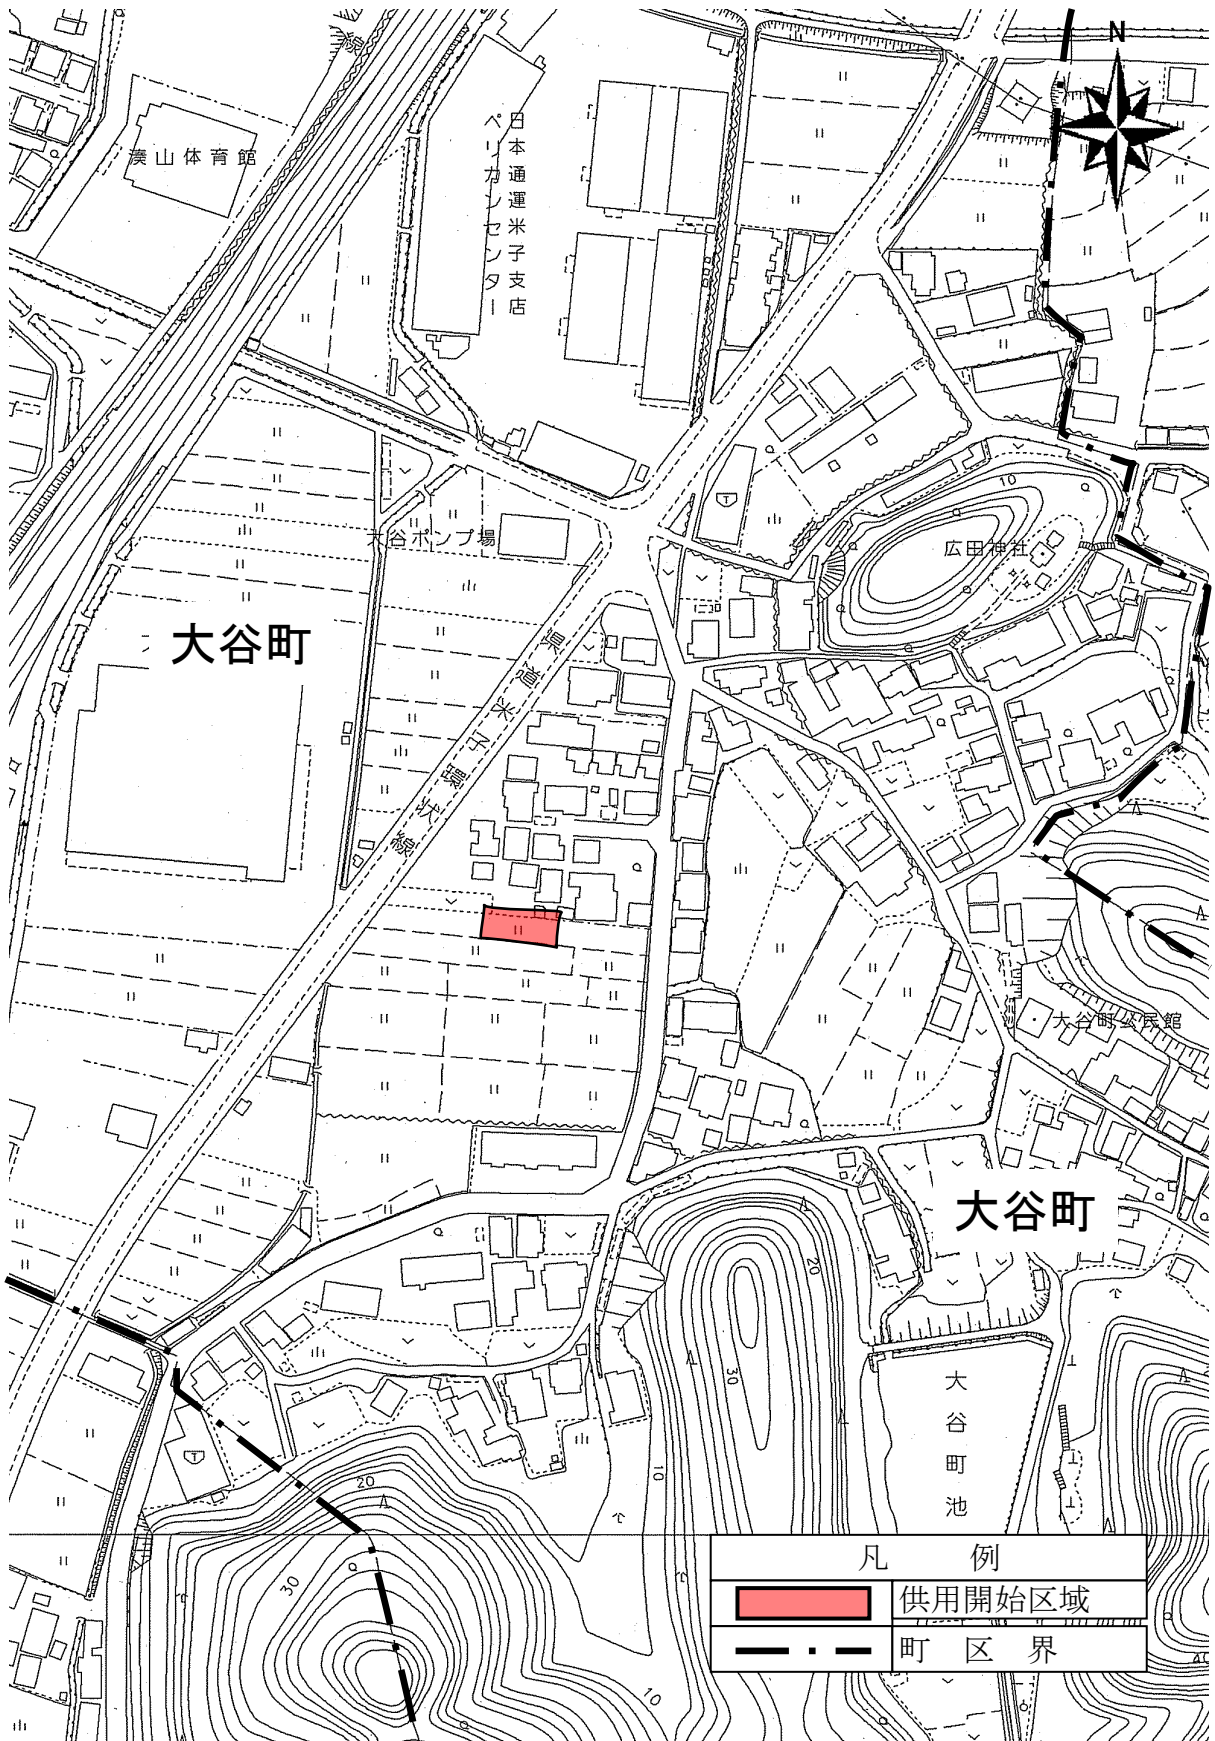 N
線
湊山体育館
日本通運米子支店
ペリカンセンター
10
広田神社
大谷ポンプ場
大谷町
県道米子環状線
大谷町公民館
大谷町
20
30
大谷町池
10
20
30
10
凡 例
供用開始区域
町 区 界